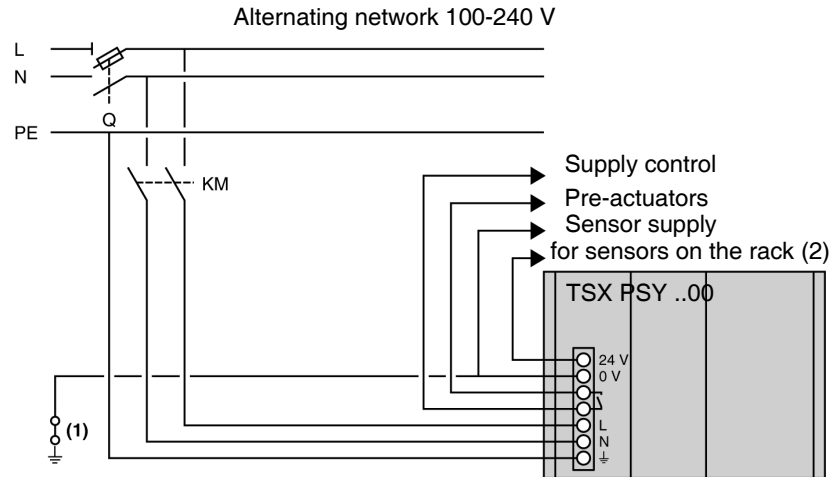 Alternating network 100-240 V
L
N
Q
PE
KM
Supply control
Pre-actuators
Sensor supply
for sensors on the rack (2)
TSX PSY ..00
24 V
0 V
(1)
L
N